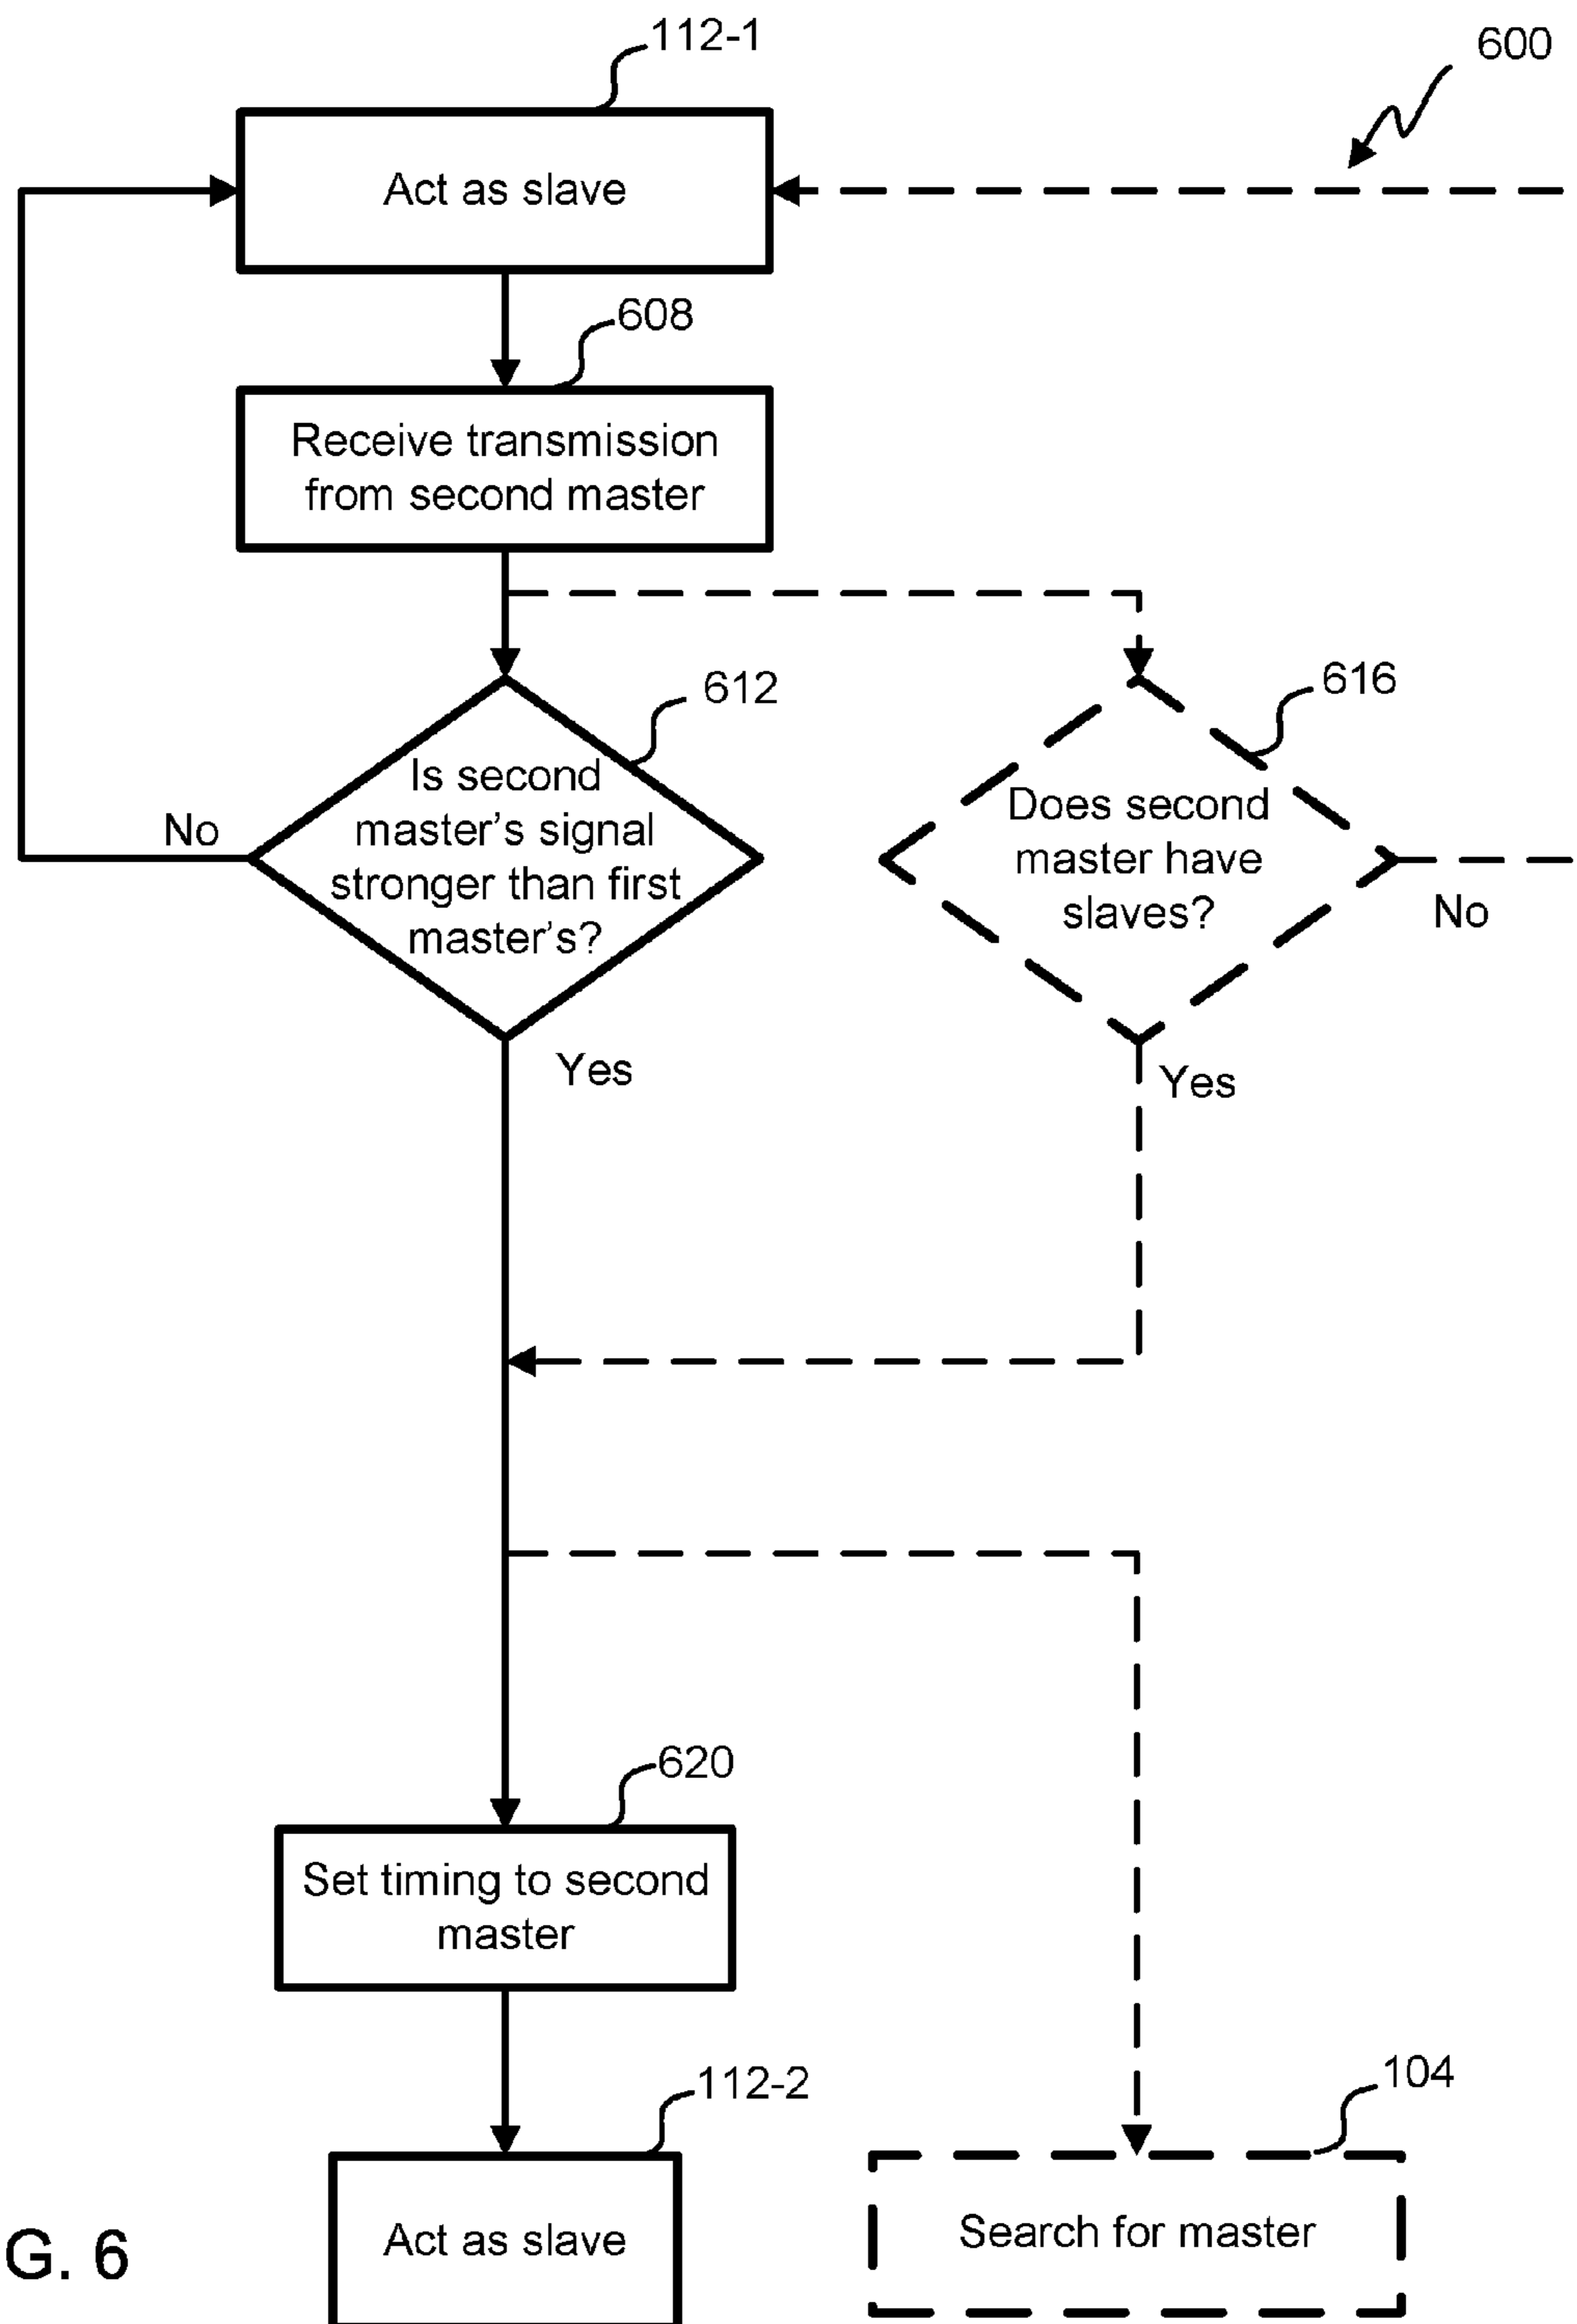 112-1
600
Act as slave
608
Receive transmission
from second master
612
616
Is second
master's signal
stronger than first
master's?
No
Does second
master have
slaves?
No
Yes
Yes
620
Set timing to second
master
112-2
104
Act as slave
Search for master
G. 6